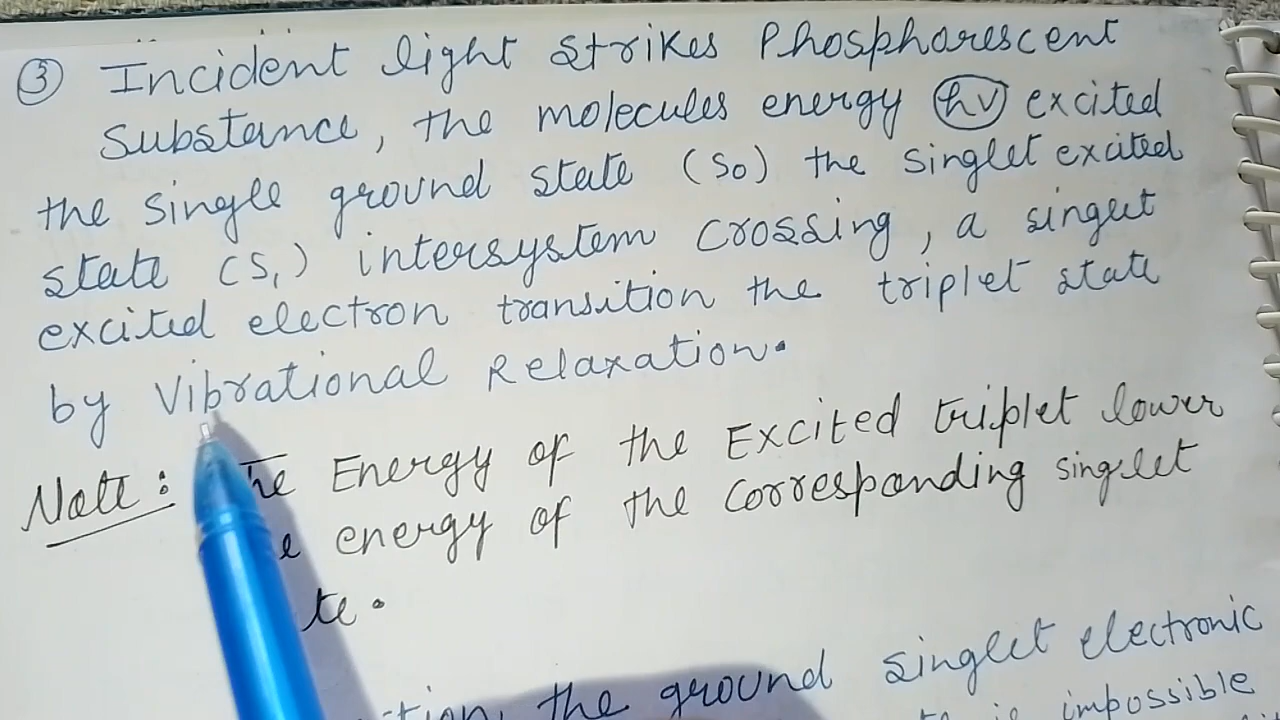 ③ Incident light strikes Phosphorescent
Substance, the molecules energy hν excited
the single ground state (S0) the singlet excited
state (S1) intersystem crossing, a singlet
excited electron transition the triplet state
by Vibrational Relaxation.
Note: The Energy of the Excited triplet lower
energy of the corresponding singlet
te.
the ground singlet electronic
impossible